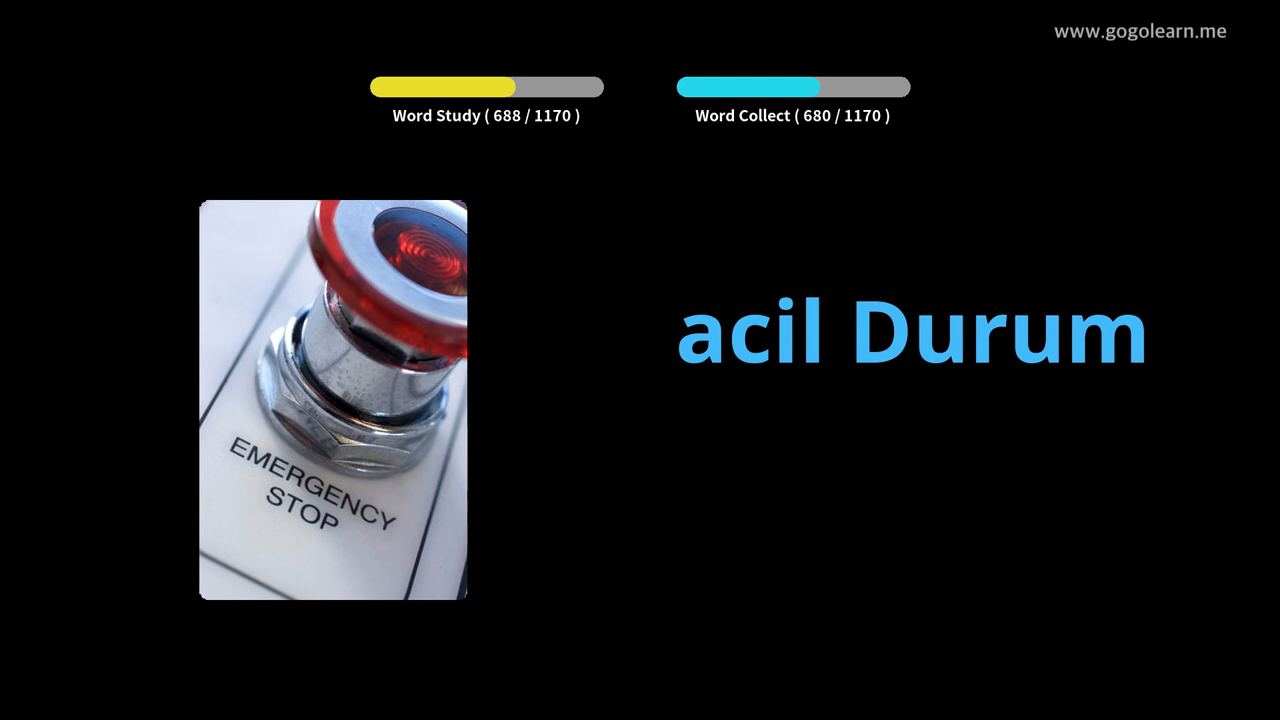 www.gogolearn.me
Word Study ( 688 / 1170 )
Word Collect ( 680 / 1170 )
acil Durum
EMERGENCY
STOP